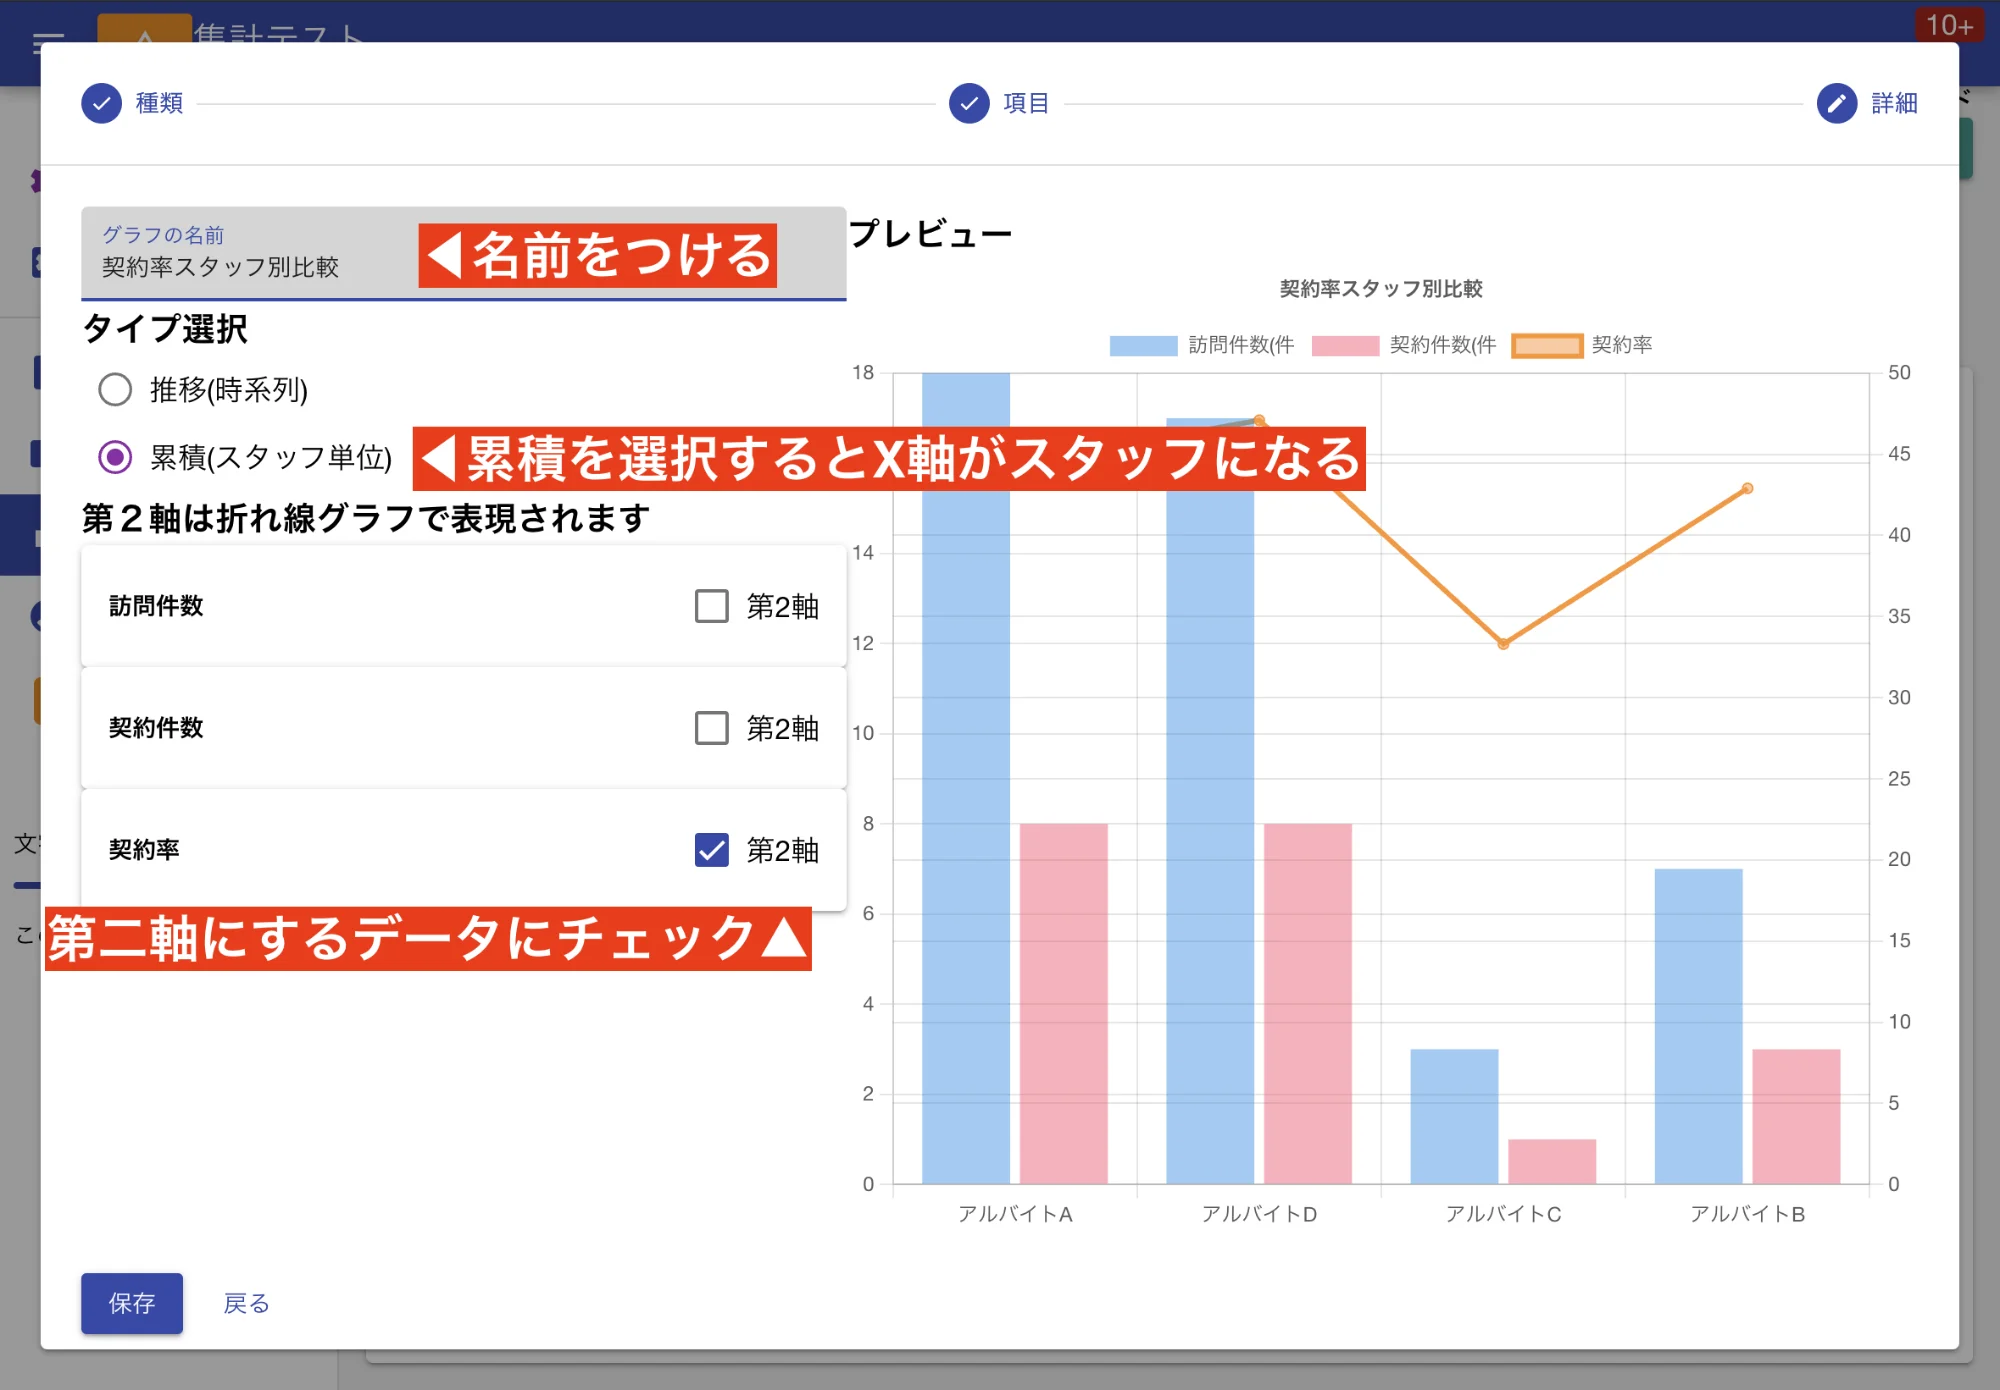 集計テスト
10+
種類
項目
詳細
グラフの名前
契約率スタッフ別比較
◀名前をつける
タイプ選択
推移(時系列)
累積(スタッフ単位)
◀累積を選択するとX軸がスタッフになる
第２軸は折れ線グラフで表現されます
訪問件数
第2軸
契約件数
第2軸
契約率
第2軸
第二軸にするデータにチェック▲
保存
戻る
プレビュー
契約率スタッフ別比較
訪問件数(件 契約件数(件 契約率
18
14
12
10
8
6
4
2
0
50
45
40
35
30
25
20
15
10
5
0
アルバイトA アルバイトD アルバイトC アルバイトB